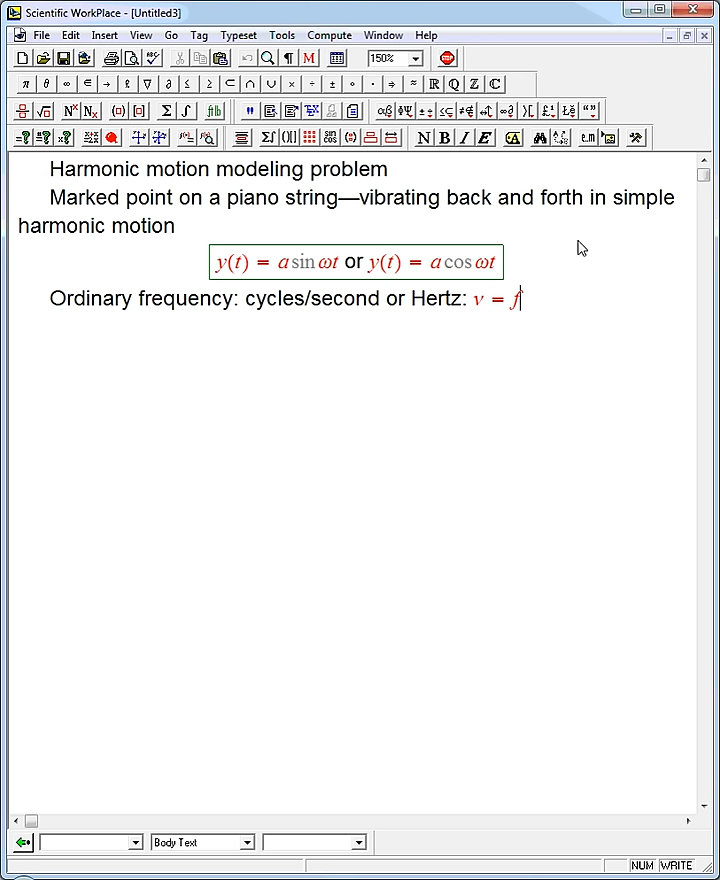 Scientific WorkPlace - [Untitled3]
File Edit Insert View Go Tag Typeset Tools Compute Window Help
150%
π θ ∞ ∈ → ℓ ∇ ∂ ≤ ≥ ⊂ ∩ ∪ × ÷ ± ∘ · ⇒ ≈ ℝ ℚ ℤ ℂ
N B I E
Harmonic motion modeling problem
Marked point on a piano string—vibrating back and forth in simple
harmonic motion
y(t) = a sin ωt or y(t) = a cos ωt
Ordinary frequency: cycles/second or Hertz: ν = f
Body Text
NUM WRITE